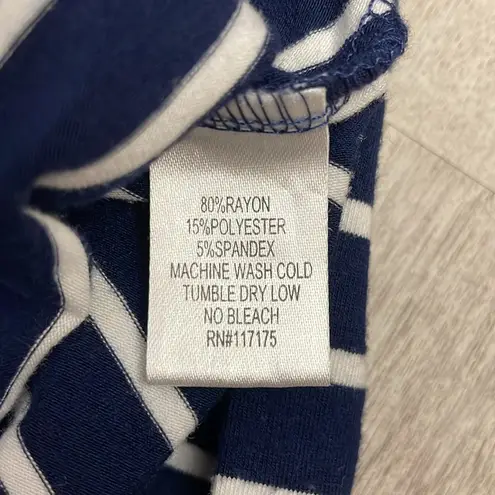 80%RAYON
15%POLYESTER
5%SPANDEX
MACHINE WASH COLD
TUMBLE DRY LOW
NO BLEACH
RN#117175